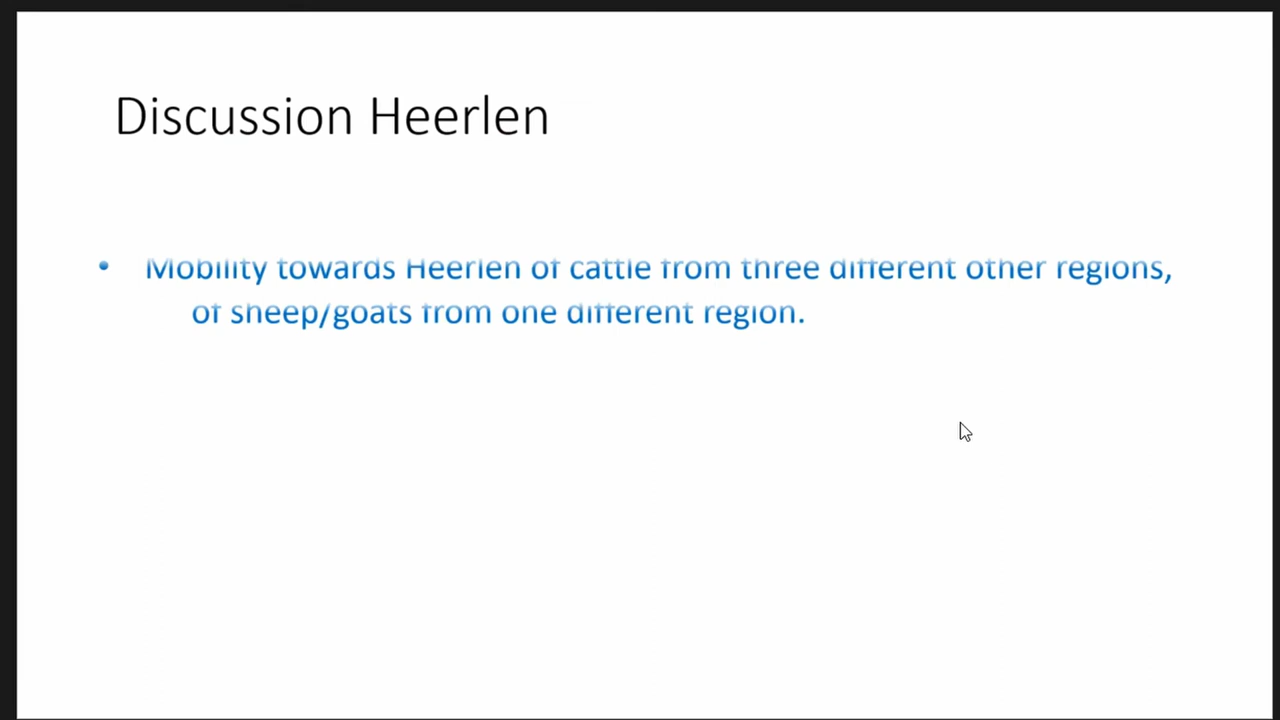 Discussion Heerlen
• Mobility towards Heerlen of cattle from three different other regions,
of sheep/goats from one different region.